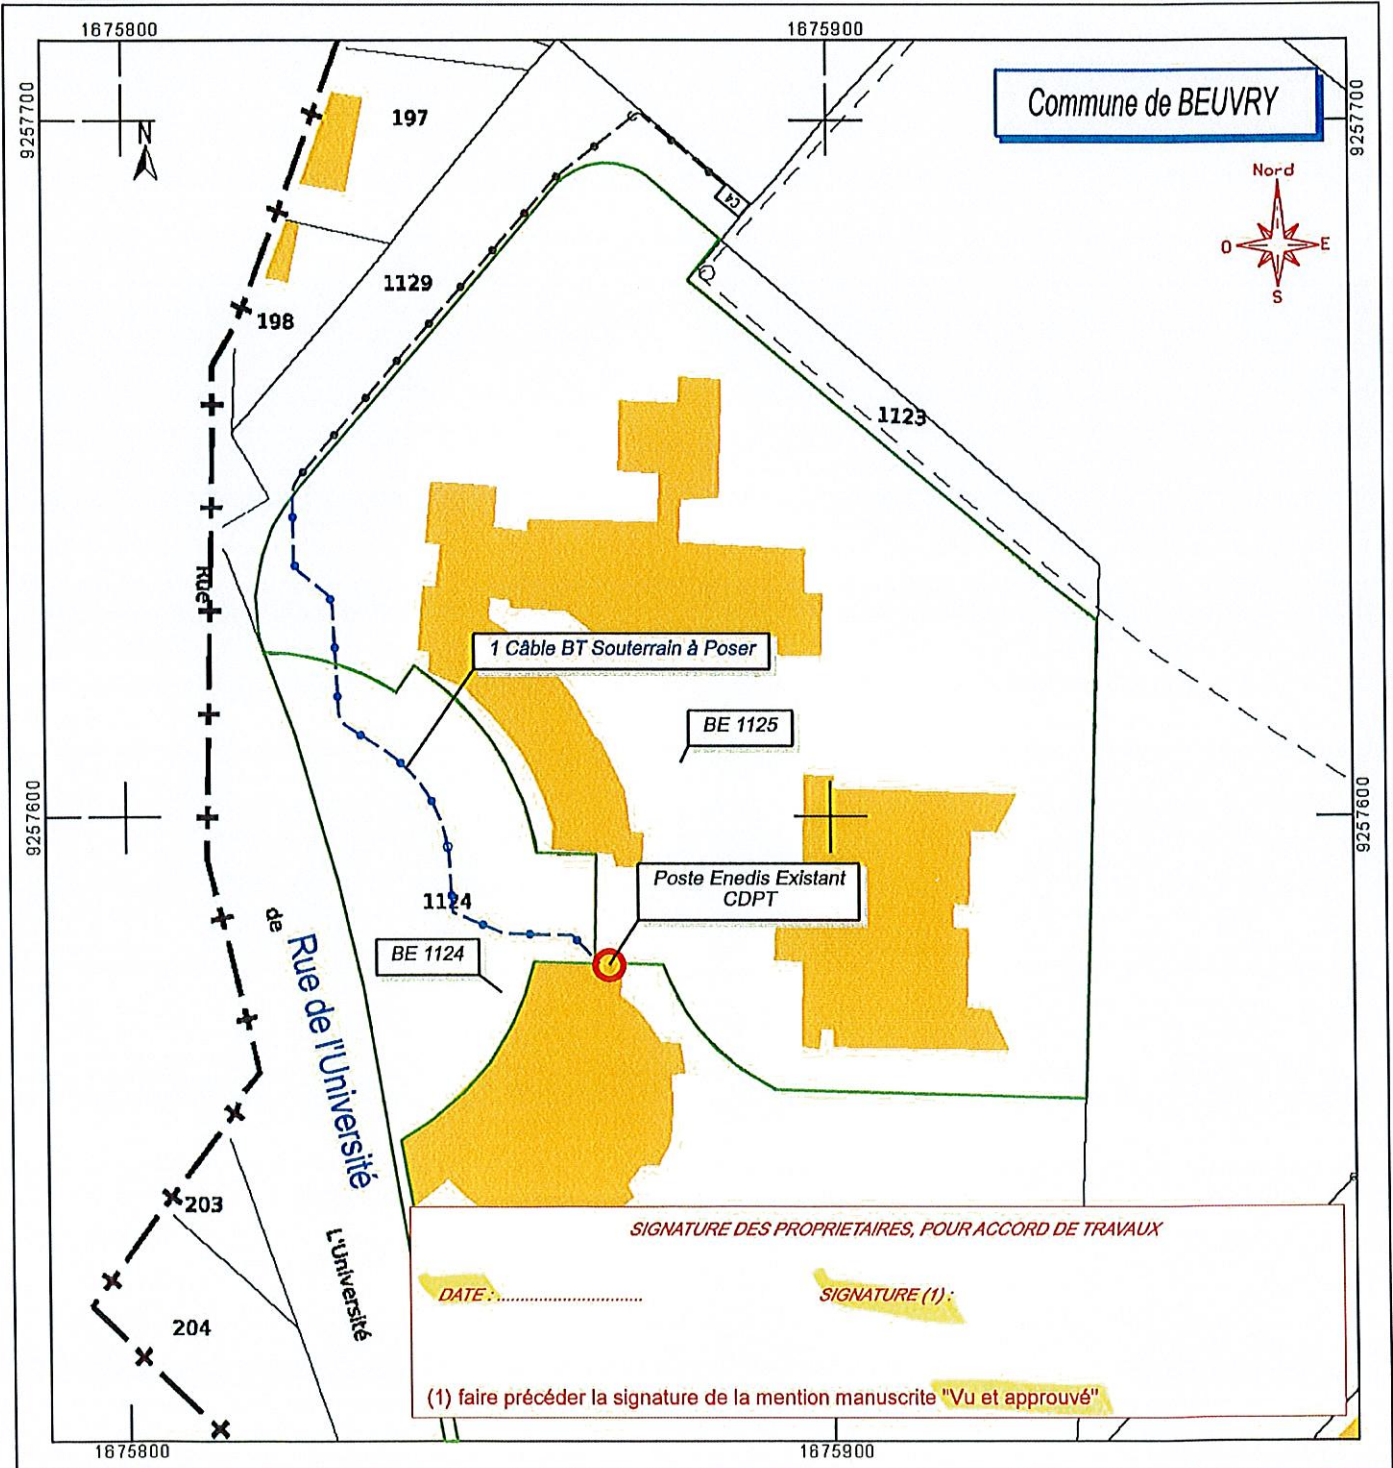 1675800
1675900
9257700
9257700
N
197
Commune de BEUVRY
Nord
O
E
S
C4
1129
198
1123
Rue
1 Câble BT Souterrain à Poser
BE 1125
9257600
9257600
Poste Enedis Existant
CDPT
1124
de
BE 1124
Rue de l'Université
203
L'Université
204
SIGNATURE DES PROPRIETAIRES, POUR ACCORD DE TRAVAUX
DATE : ...............................
SIGNATURE (1) :
(1) faire précéder la signature de la mention manuscrite "Vu et approuvé"
1675800
1675900